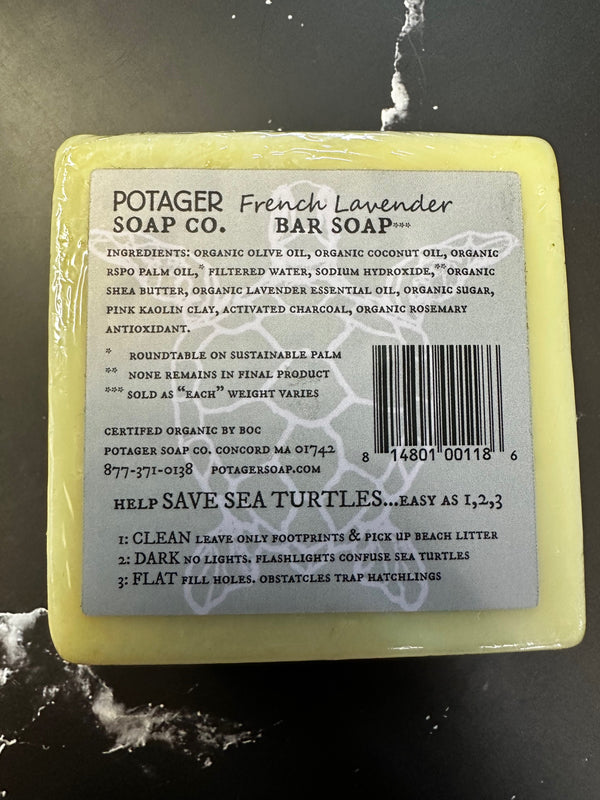 POTAGER French Lavender
SOAP CO. BAR SOAP***
INGREDIENTS: ORGANIC OLIVE OIL, ORGANIC COCONUT OIL, ORGANIC
RSPO PALM OIL,* FILTERED WATER, SODIUM HYDROXIDE,**ORGANIC
SHEA BUTTER, ORGANIC LAVENDER ESSENTIAL OIL, ORGANIC SUGAR,
PINK KAOLIN CLAY, ACTIVATED CHARCOAL, ORGANIC ROSEMARY
ANTIOXIDANT.
* ROUNDTABLE ON SUSTAINABLE PALM
** NONE REMAINS IN FINAL PRODUCT
*** SOLD AS “EACH” WEIGHT VARIES
CERTIFED ORGANIC BY BOC
POTAGER SOAP CO. CONCORD MA 01742
877-371-0138 POTAGERSOAP.COM
8 14801 00118 6
HELP SAVE SEA TURTLES...EASY AS 1,2,3
1: CLEAN LEAVE ONLY FOOTPRINTS & PICK UP BEACH LITTER
2: DARK NO LIGHTS. FLASHLIGHTS CONFUSE SEA TURTLES
3: FLAT FILL HOLES. OBSTATCLES TRAP HATCHLINGS